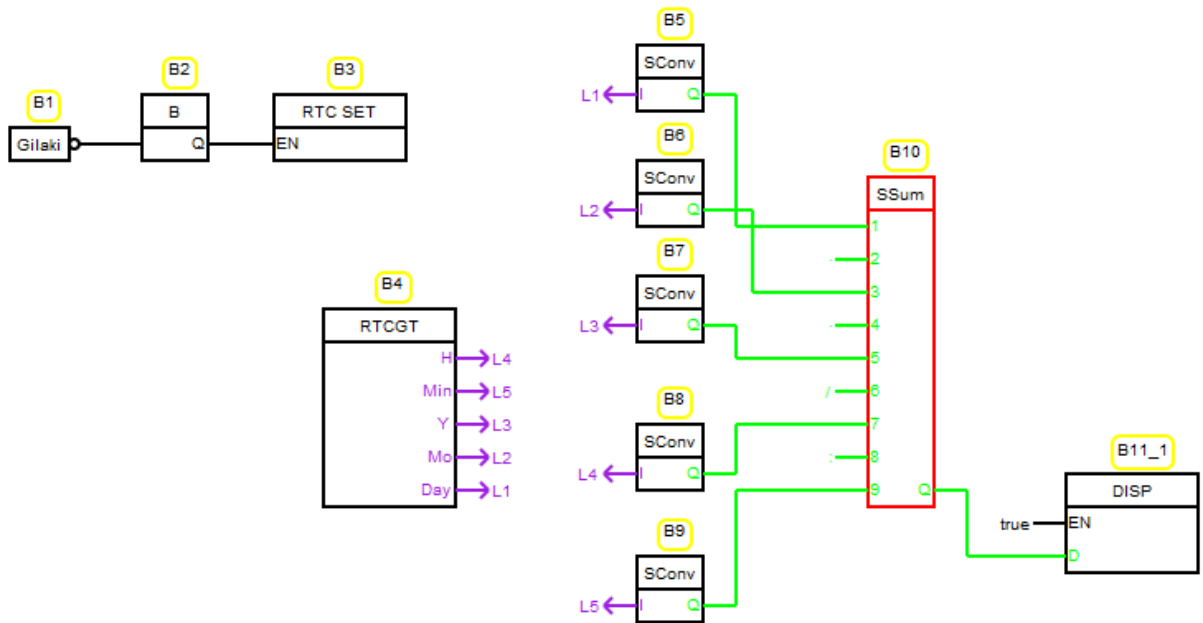 B1
Gilaki
B2
B
Q
B3
RTC SET
EN
B4
RTCGT
H L4
Min L5
Y L3
Mo L2
Day L1
B5
SConv
L1 I Q
B6
SConv
L2 I Q
B7
SConv
L3 I Q
B8
SConv
L4 I Q
B9
SConv
L5 I Q
B10
SSum
1
. 2
3
. 4
5
/ 6
7
: 8
9 Q
B11_1
DISP
true EN
D